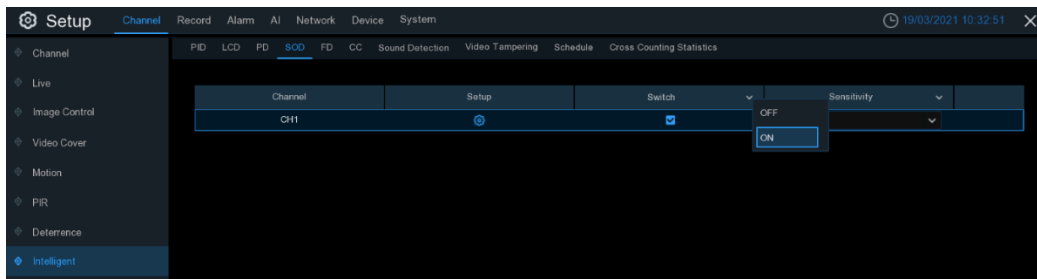 Setup Channel Record Alarm AI Network Device System 19/03/2021 10:32:51
PID LCD PD SOD FD CC Sound Detection Video Tampering Schedule Cross Counting Statistics
Channel
Live
Image Control
Video Cover
Motion
PIR
Deterrence
Intelligent
Channel Setup Switch Sensitivity
CH1
OFF
ON